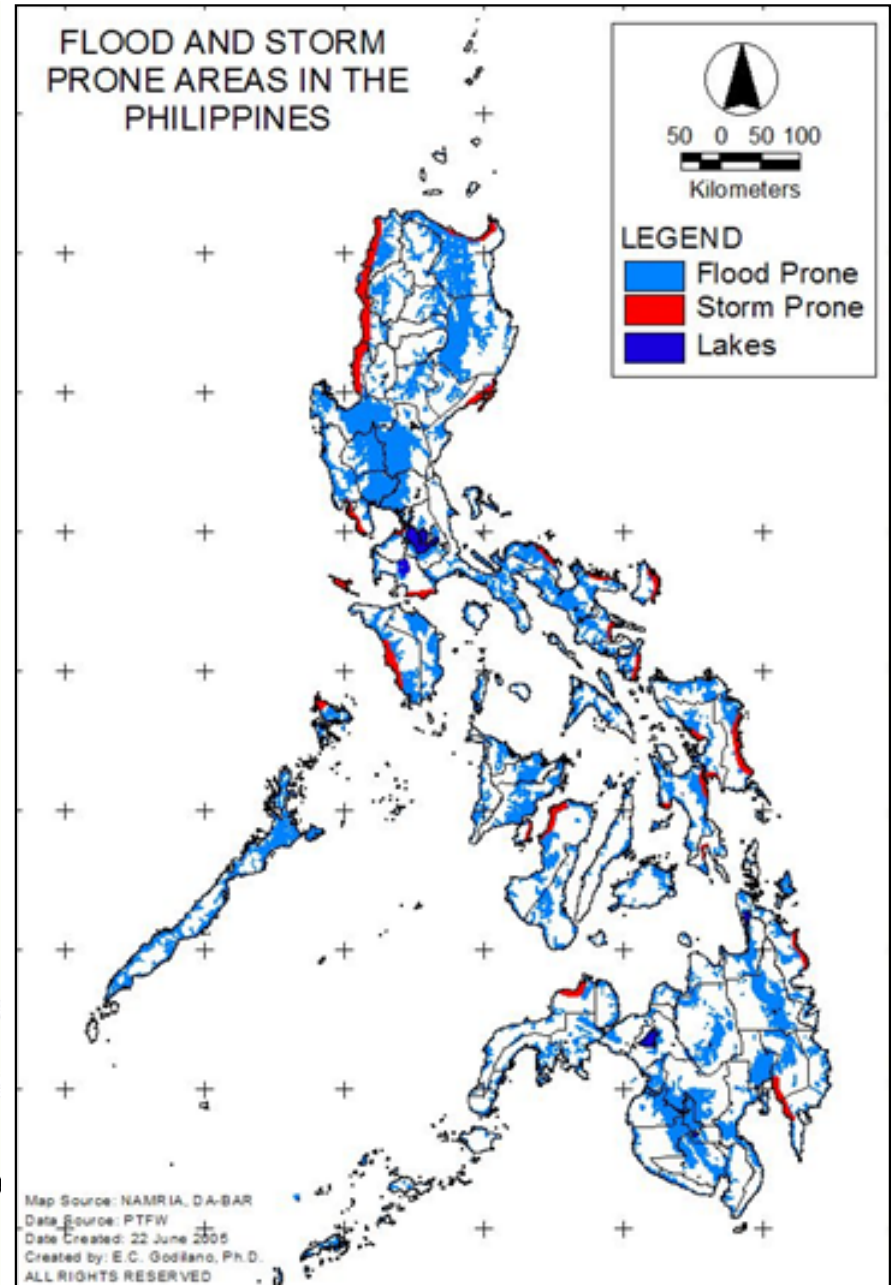 FLOOD AND STORM
PRONE AREAS IN THE
PHILIPPINES
50 0 50 100
Kilometers
LEGEND
Flood Prone
Storm Prone
Lakes
Map Source: NAMRIA, DA-BAR
Data Source: PTFW
Date Created: 22 June 2005
Created by: E.C. Godilano, Ph.D.
ALL RIGHTS RESERVED